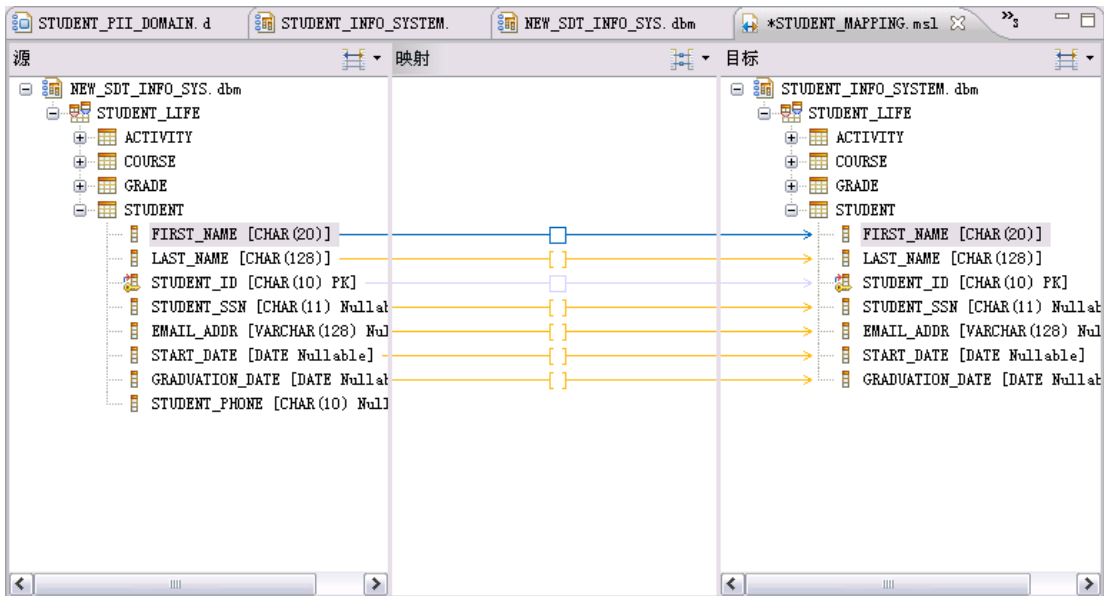 STUDENT_PII_DOMAIN. d STUDENT_INFO_SYSTEM. NEW_SDT_INFO_SYS. dbm *STUDENT_MAPPING.msl »s
源 映射 目标
NEW_SDT_INFO_SYS. dbm STUDENT_INFO_SYSTEM. dbm
STUDENT_LIFE STUDENT_LIFE
ACTIVITY ACTIVITY
COURSE COURSE
GRADE GRADE
STUDENT STUDENT
FIRST_NAME [CHAR(20)] FIRST_NAME [CHAR(20)]
LAST_NAME [CHAR(128)] LAST_NAME [CHAR(128)]
STUDENT_ID [CHAR(10) PK] STUDENT_ID [CHAR(10) PK]
STUDENT_SSN [CHAR(11) Nullab STUDENT_SSN [CHAR(11) Nullab
EMAIL_ADDR [VARCHAR(128) Nul EMAIL_ADDR [VARCHAR(128) Nul
START_DATE [DATE Nullable] START_DATE [DATE Nullable]
GRADUATION_DATE [DATE Nullab GRADUATION_DATE [DATE Nullab
STUDENT_PHONE [CHAR(10) Null